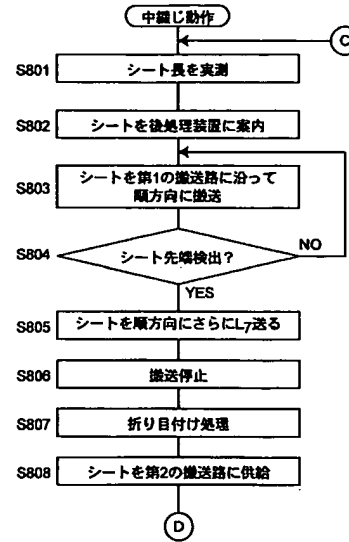 中綴じ動作
C
S801
シート長を実測
S802
シートを後処理装置に案内
S803
シートを第1の搬送路に沿って
順方向に搬送
S804
シート先端検出？
NO
YES
S805
シートを順方向にさらにL7送る
S806
搬送停止
S807
折り目付け処理
S808
シートを第2の搬送路に供給
D